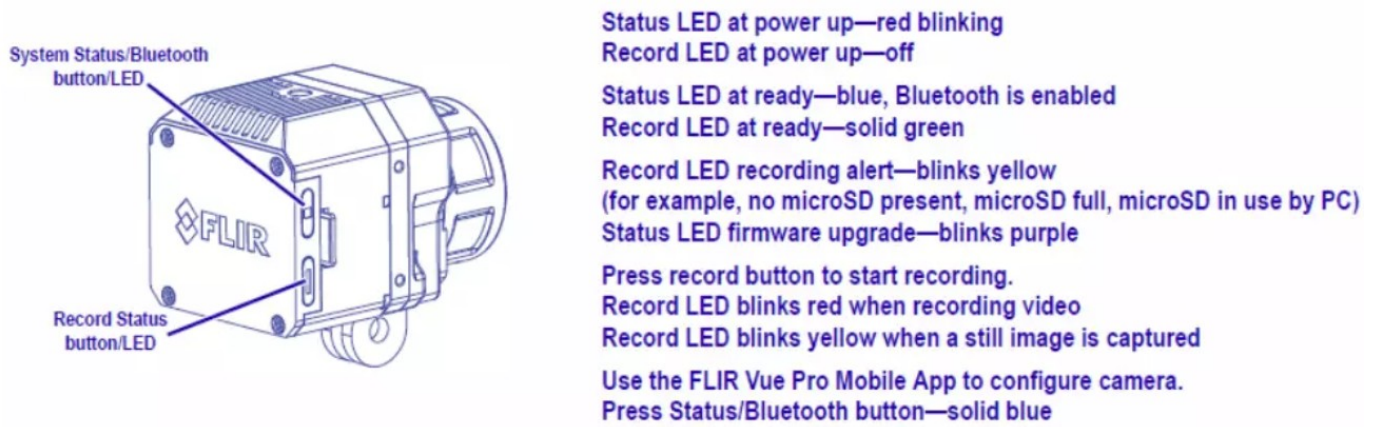 System Status/Bluetooth
button/LED
FLIR
Record Status
button/LED
Status LED at power up—red blinking
Record LED at power up—off
Status LED at ready—blue, Bluetooth is enabled
Record LED at ready—solid green
Record LED recording alert—blinks yellow
(for example, no microSD present, microSD full, microSD in use by PC)
Status LED firmware upgrade—blinks purple
Press record button to start recording.
Record LED blinks red when recording video
Record LED blinks yellow when a still image is captured
Use the FLIR Vue Pro Mobile App to configure camera.
Press Status/Bluetooth button—solid blue